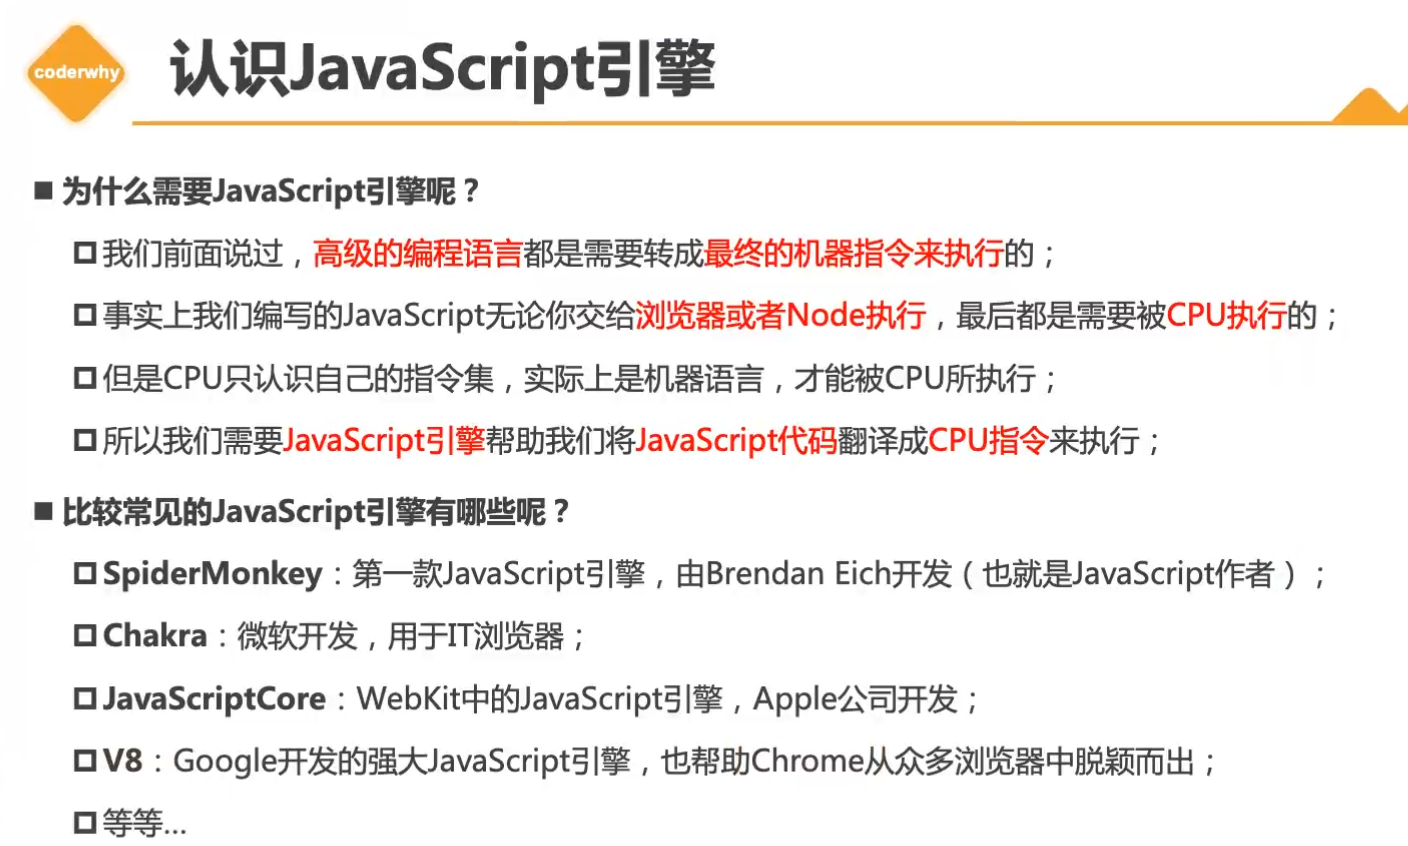 coderwhy
认识JavaScript引擎
为什么需要JavaScript引擎呢？
我们前面说过，高级的编程语言都是需要转成最终的机器指令来执行的；
事实上我们编写的JavaScript无论你交给浏览器或者Node执行，最后都是需要被CPU执行的；
但是CPU只认识自己的指令集，实际上是机器语言，才能被CPU所执行；
所以我们需要JavaScript引擎帮助我们将JavaScript代码翻译成CPU指令来执行；
比较常见的JavaScript引擎有哪些呢？
SpiderMonkey：第一款JavaScript引擎，由Brendan Eich开发（也就是JavaScript作者）；
Chakra：微软开发，用于IT浏览器；
JavaScriptCore：WebKit中的JavaScript引擎，Apple公司开发；
V8：Google开发的强大JavaScript引擎，也帮助Chrome从众多浏览器中脱颖而出；
等等...